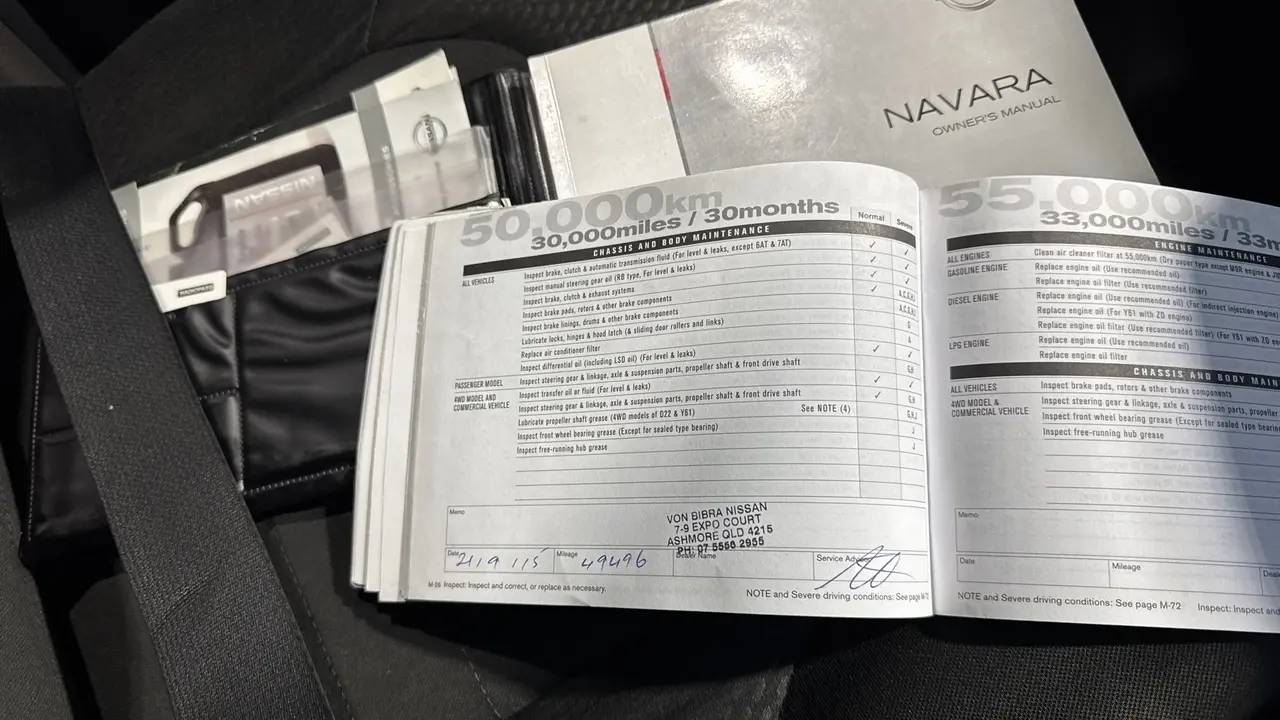 NAVARA
OWNER'S MANUAL
NISSAN
NISSAN
50,000km
30,000miles / 30months
Normal
Severe
CHASSIS AND BODY MAINTENANCE
ALL VEHICLES
Inspect brake, clutch & automatic transmission fluid (For level & leaks, except 6AT & 7AT)
Inspect manual steering gear oil (RB type, For level & leaks)
Inspect brake, clutch & exhaust systems
Inspect brake pads, rotors & other brake components
Inspect brake linings, drums & other brake components
Lubricate locks, hinges & hood latch (& sliding door rollers and links)
Replace air conditioner filter
Inspect differential oil (including LSD oil) (For level & leaks)
PASSENGER MODEL
Inspect steering gear & linkage, axle & suspension parts, propeller shaft & front drive shaft
4WD MODEL AND
COMMERCIAL VEHICLE
Inspect transfer oil or fluid (For level & leaks)
Inspect steering gear & linkage, axle & suspension parts, propeller shaft & front drive shaft
Lubricate propeller shaft grease (4WD models of D22 & Y61) See NOTE (4)
Inspect front wheel bearing grease (Except for sealed type bearing)
Inspect free-running hub grease
Memo
VON BIBRA NISSAN
7-9 EXPO COURT
ASHMORE QLD 4215
PH: 07 5556 2955
Date 21 9 15 Mileage 49496 Dealer Name Service
M-26 Inspect: Inspect and correct, or replace as necessary.
NOTE and Severe driving conditions: See page
55,000km
33,000miles / 33m
ENGINE MAINTENANCE
ALL ENGINES Clean air cleaner filter at 55,000km (Dry paper type except M9R engine &
GASOLINE ENGINE Replace engine oil (Use recommended oil)
Replace engine oil filter (Use recommended filter)
DIESEL ENGINE Replace engine oil (Use recommended oil) (For indirect injection engine)
Replace engine oil (For Y61 with ZD engine)
Replace engine oil filter (Use recommended filter) (For Y61 with ZD
LPG ENGINE Replace engine oil (Use recommended oil)
Replace engine oil filter
CHASSIS AND BODY MAIN
ALL VEHICLES Inspect brake pads, rotors & other brake components
4WD MODEL &
COMMERCIAL VEHICLE
Inspect steering gear & linkage, axle & suspension parts, propeller
Inspect front wheel bearing grease (Except for sealed type bearing
Inspect free-running hub grease
Memo
Date Mileage
NOTE and Severe driving conditions: See page M-72 Inspect: Inspect and